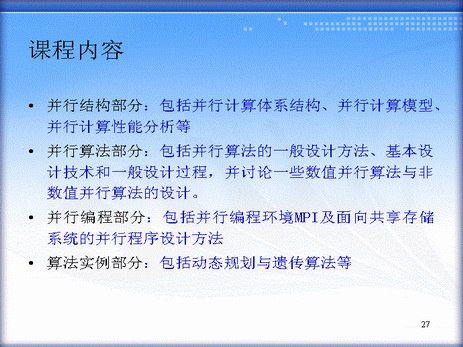 课程内容
• 并行结构部分：包括并行计算体系结构、并行计算模型、
并行计算性能分析等
• 并行算法部分：包括并行算法的一般设计方法、基本设
计技术和一般设计过程，并讨论一些数值并行算法与非
数值并行算法的设计。
• 并行编程部分：包括并行编程环境MPI及面向共享存储
系统的并行程序设计方法
• 算法实例部分：包括动态规划与遗传算法等
27